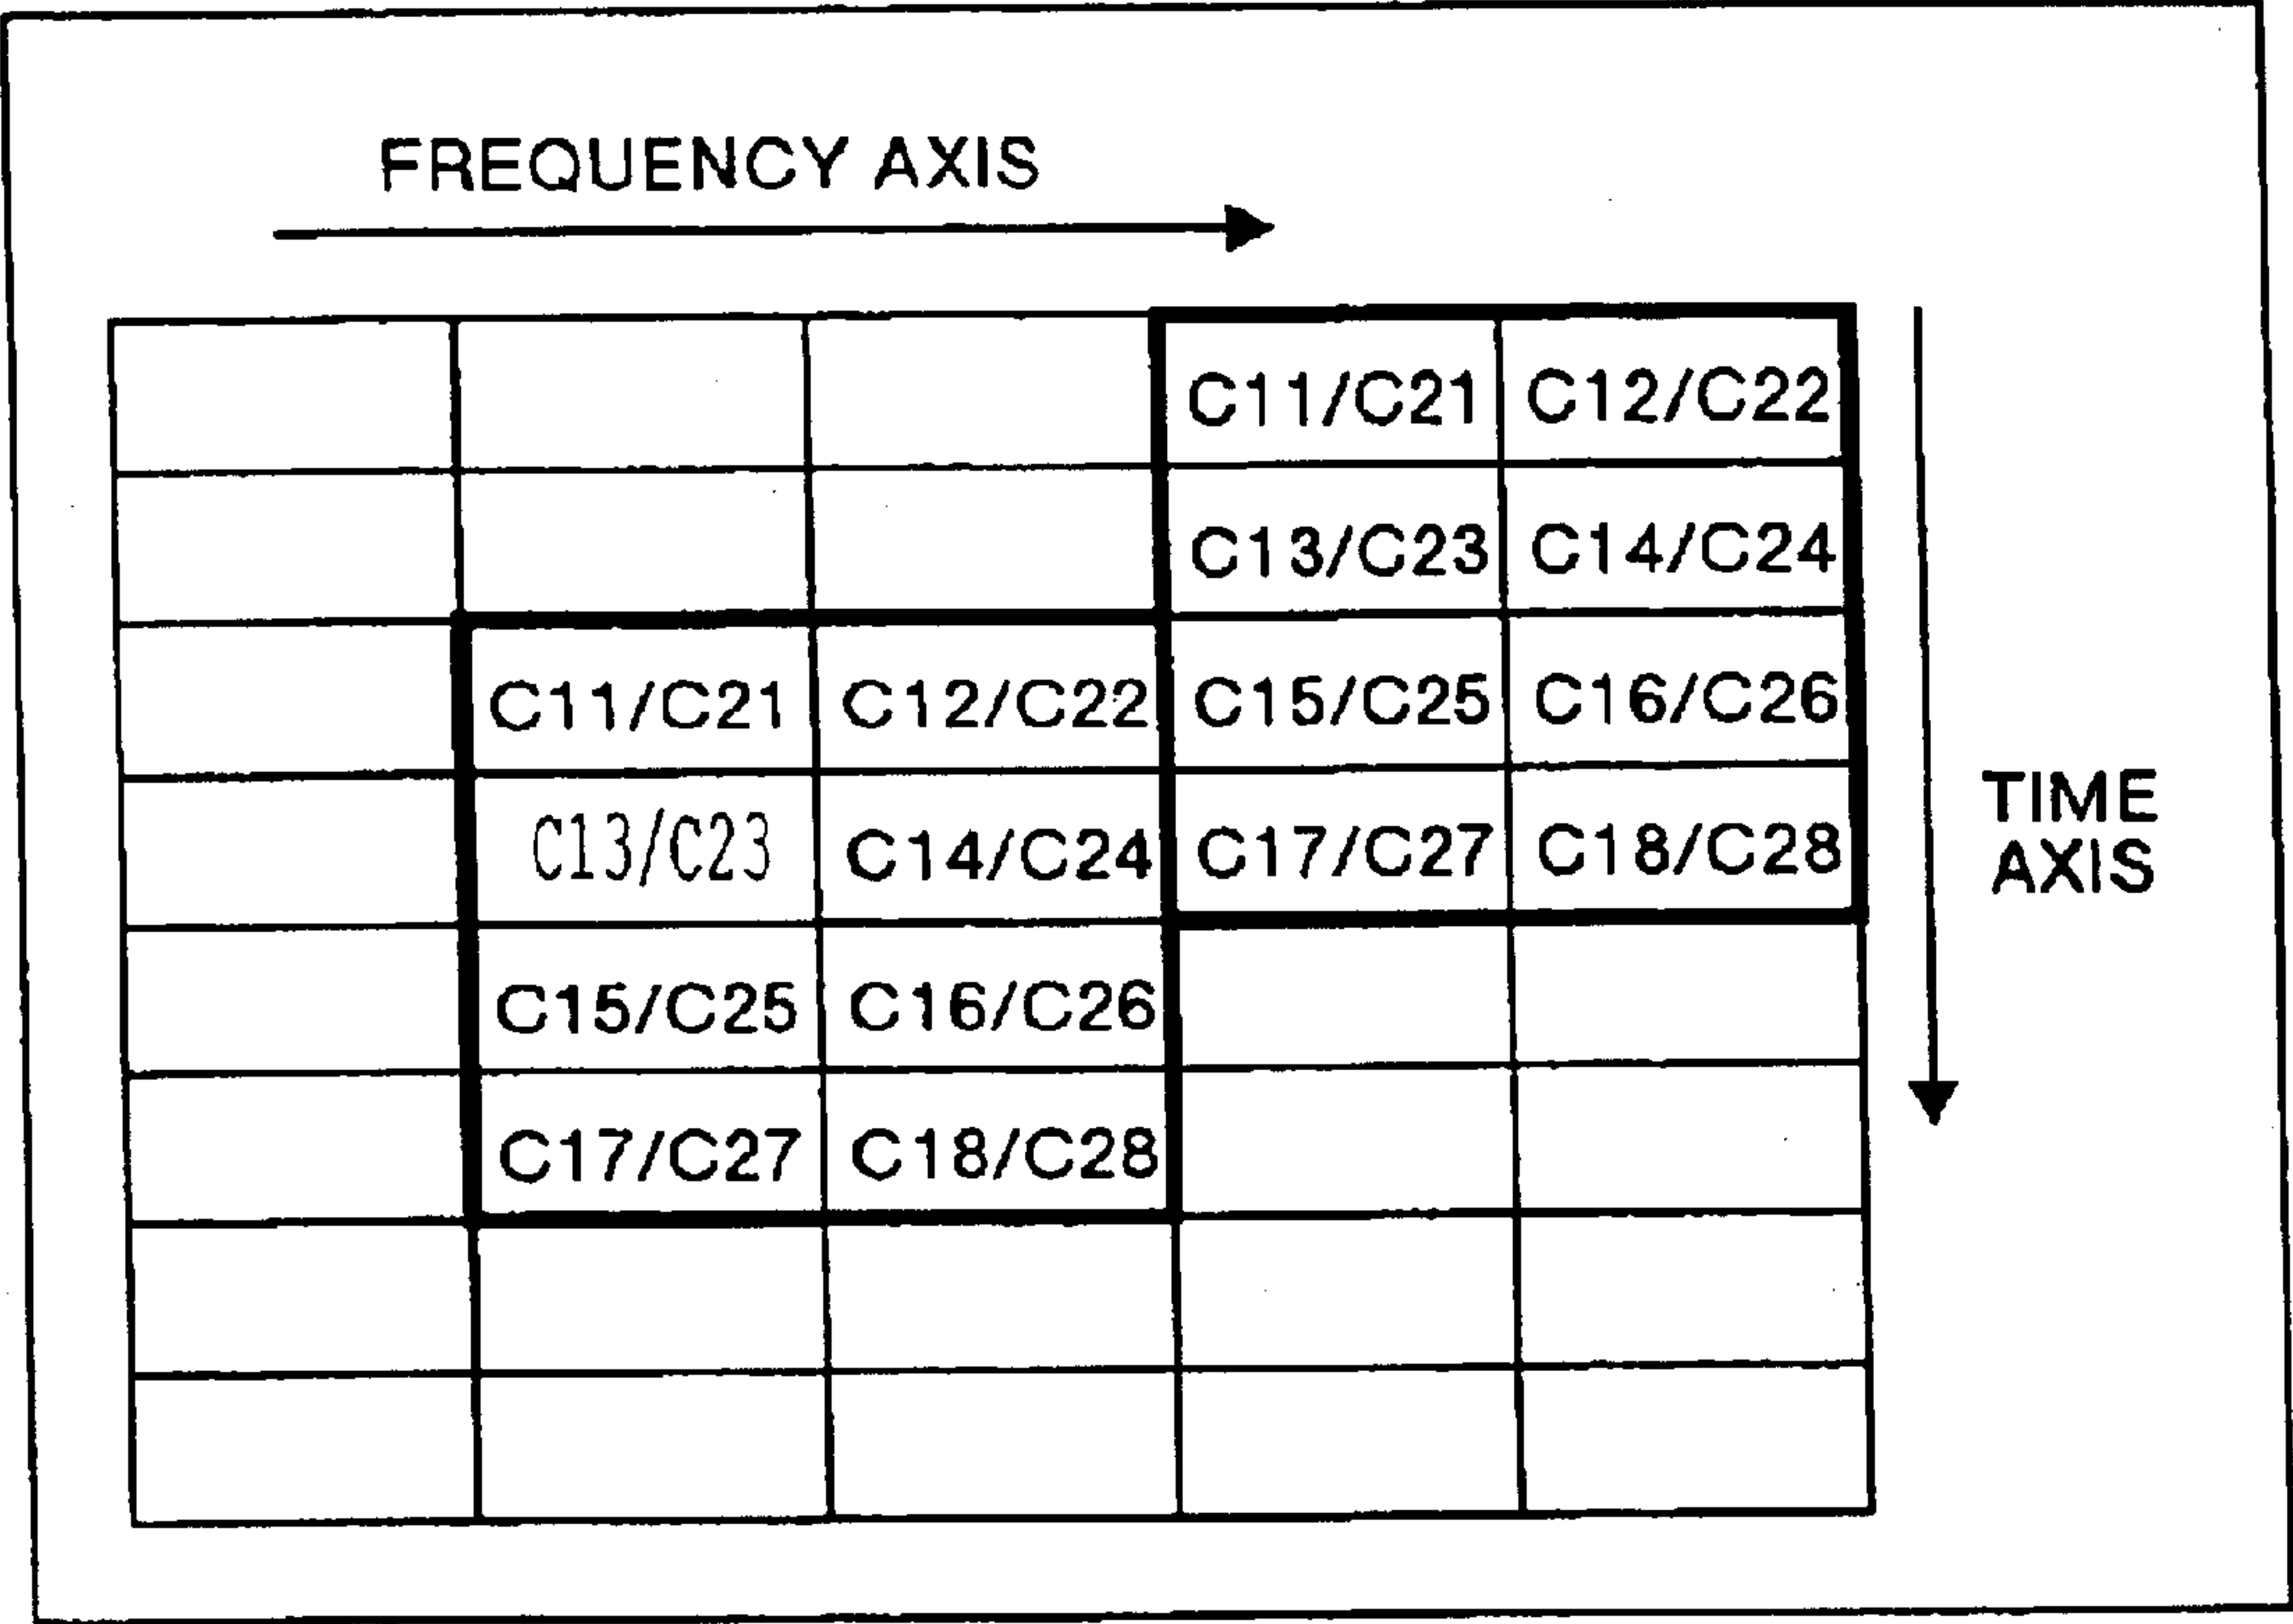 FREQUENCY AXIS
C11/C21 C12/C22
C13/C23 C14/C24
C11/C21 C12/C22 C15/C25 C16/C26
C13/C23 C14/C24 C17/C27 C18/C28
TIME
AXIS
C15/C25 C16/C26
C17/C27 C18/C28